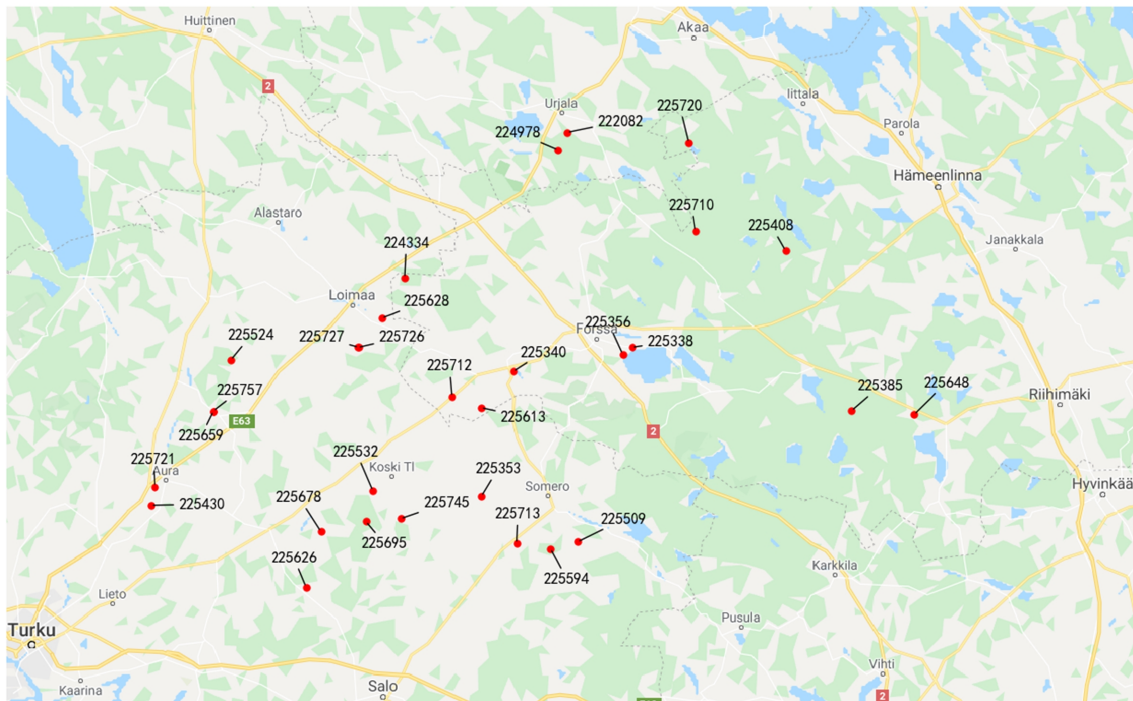 Huittinen
Akaa
2
Iittala
Urjala
225720
222082
224978
Parola
Hämeenlinna
Alastaro
225710
225408
Janakkala
224334
Loimaa
225628
225356
Forssa
225524
225727
225726
225338
225340
225712
225757
225385
225648
Riihimäki
E63
225613
225659
2
225721
225532
Aura
Koski Tl
225353
Somero
Hyvinkää
225678
225745
225430
225713
225509
225695
225594
225626
Karkkila
Lieto
Pusula
Turku
Vihti
Salo
Kaarina
2